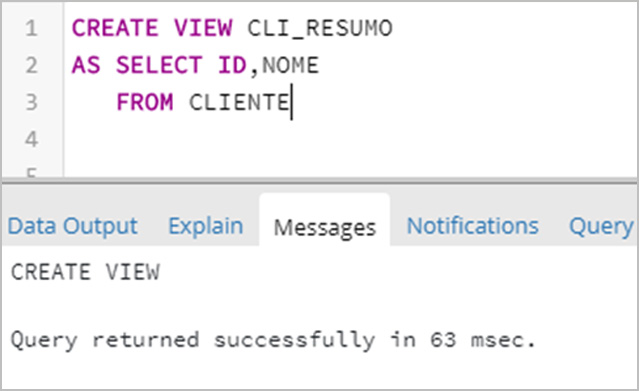 1 CREATE VIEW CLI_RESUMO
2 AS SELECT ID,NOME
3 FROM CLIENTE
4
5
Data Output Explain Messages Notifications Query
CREATE VIEW
Query returned successfully in 63 msec.